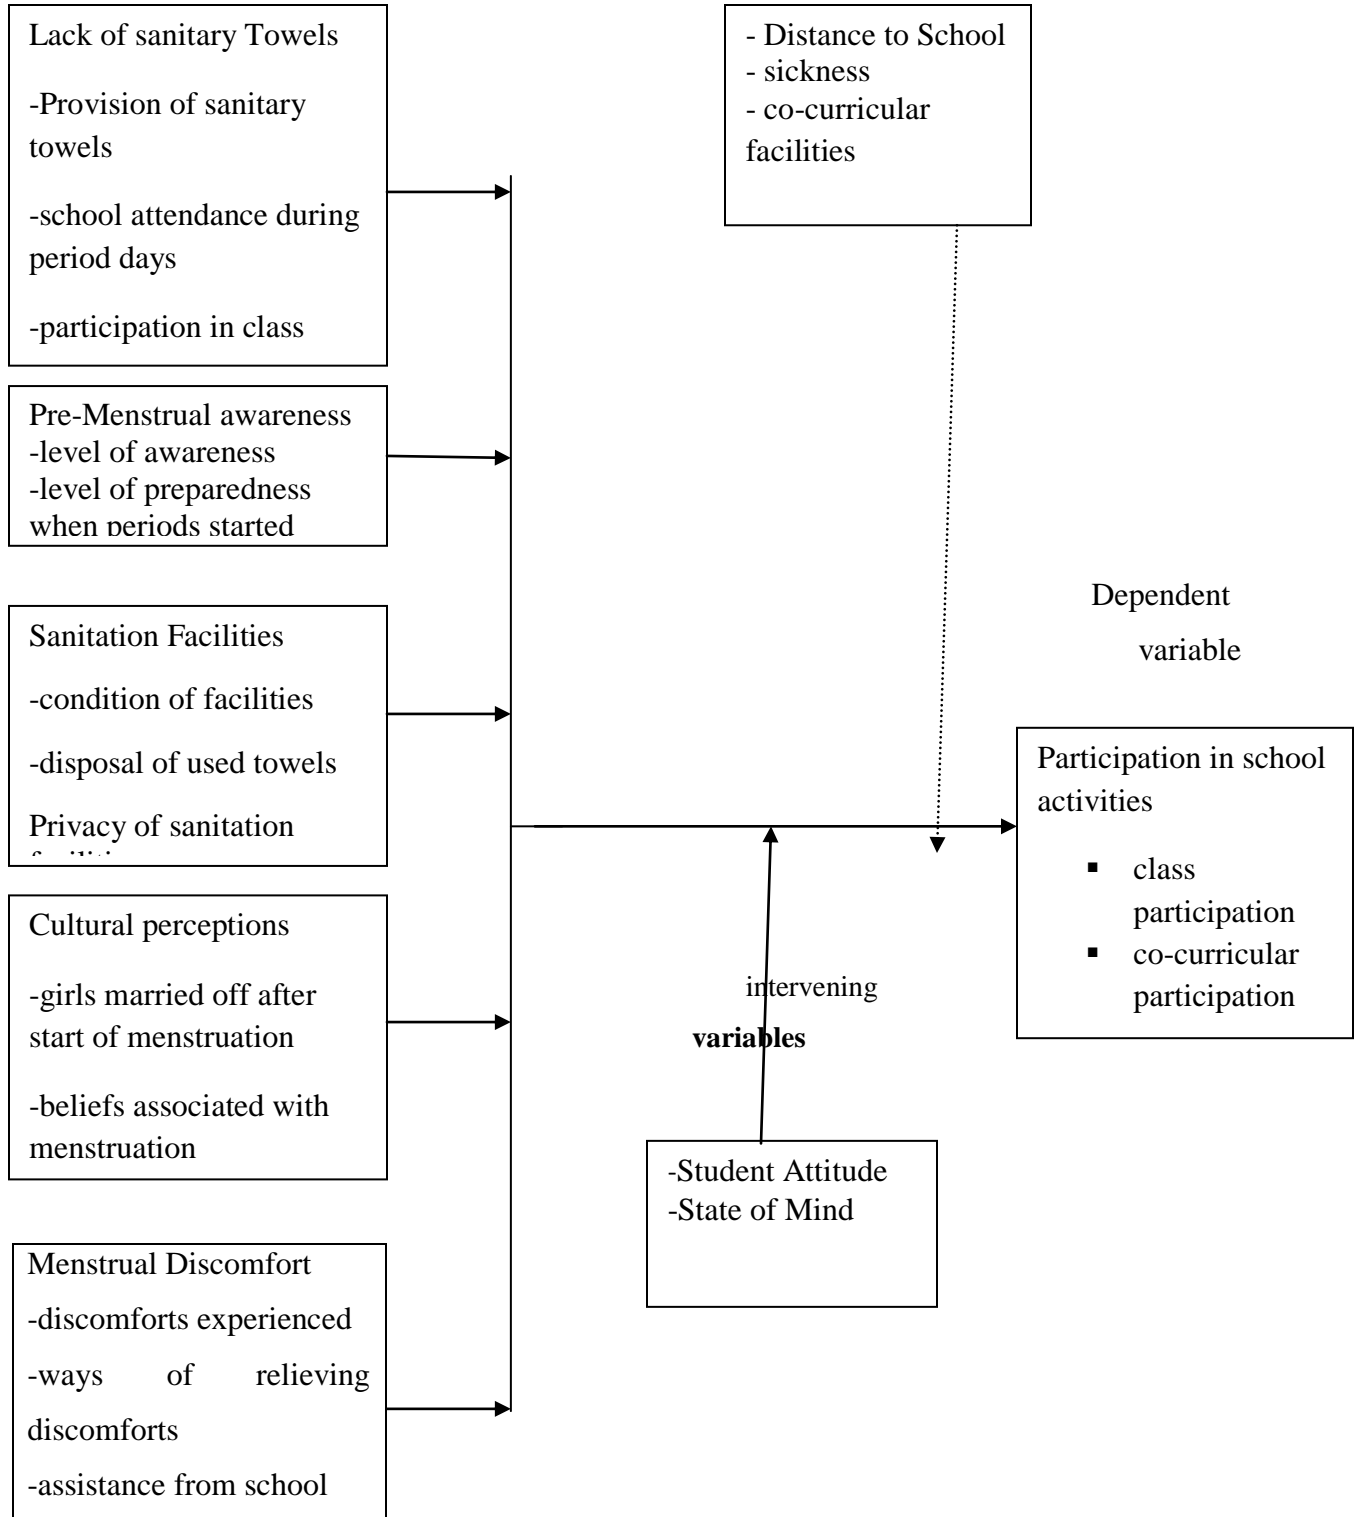 Lack of sanitary Towels
-Provision of sanitary
towels
-school attendance during
period days
-participation in class
- Distance to School
- sickness
- co-curricular
facilities
Pre-Menstrual awareness
-level of awareness
-level of preparedness
when periods started
Sanitation Facilities
-condition of facilities
-disposal of used towels
Privacy of sanitation
Dependent
variable
Participation in school
activities
▪ class
participation
▪ co-curricular
participation
Cultural perceptions
-girls married off after
start of menstruation
-beliefs associated with
menstruation
intervening
variables
-Student Attitude
-State of Mind
Menstrual Discomfort
-discomforts experienced
-ways of relieving
discomforts
-assistance from school